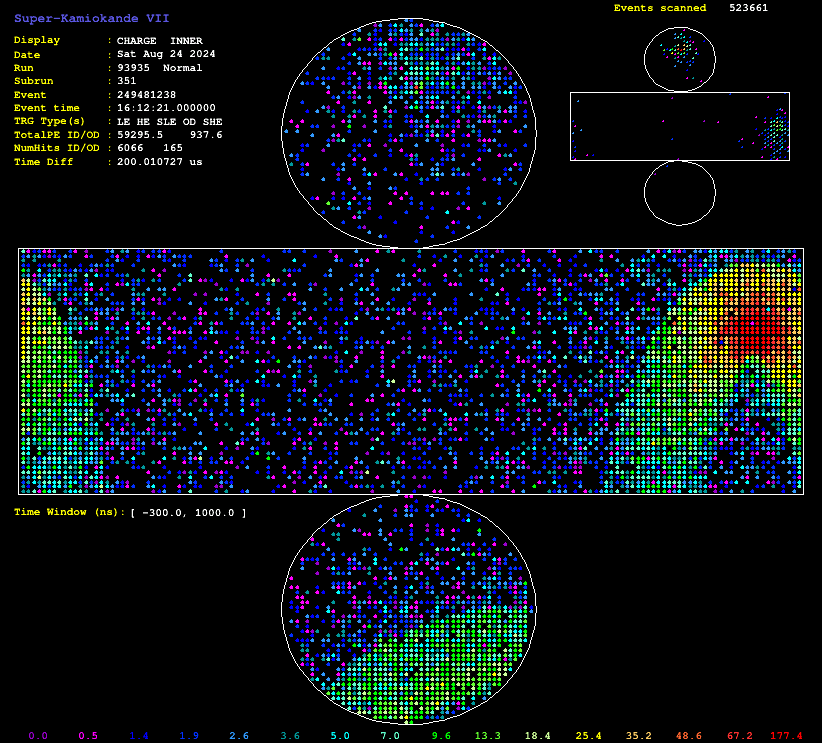 Super-Kamiokande VII
Events scanned 523661
Display : CHARGE INNER
Date : Sat Aug 24 2024
Run : 93935 Normal
Subrun : 351
Event : 249481238
Event time : 16:12:21.000000
TRG Type(s) : LE HE SLE OD SHE
TotalPE ID/OD : 59295.5 937.6
NumHits ID/OD : 6066 165
Time Diff : 200.010727 us
Time Window (ns): [ -300.0, 1000.0 ]
0.0 0.5 1.4 1.9 2.6 3.6 5.0 7.0 9.6 13.3 18.4 25.4 35.2 48.6 67.2 177.4